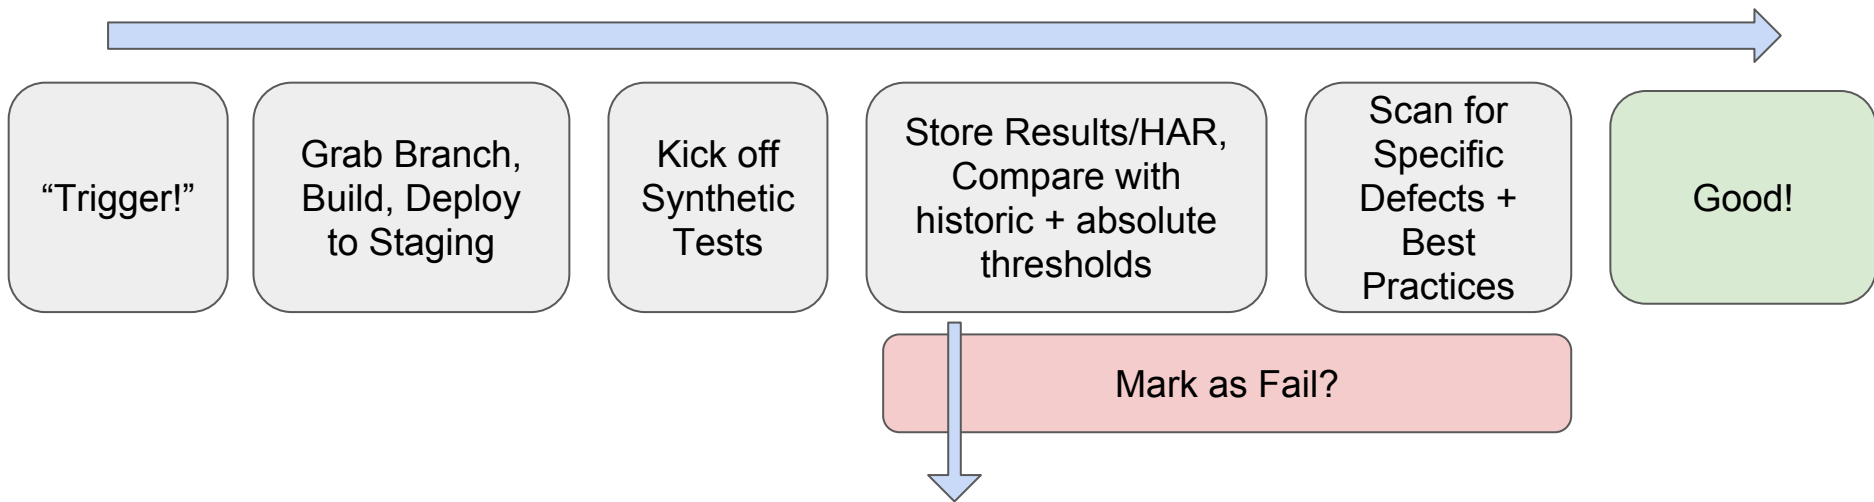 “Trigger!”
Grab Branch,
Build, Deploy
to Staging
Kick off
Synthetic
Tests
Store Results/HAR,
Compare with
historic + absolute
thresholds
Scan for
Specific
Defects +
Best
Practices
Good!
Mark as Fail?